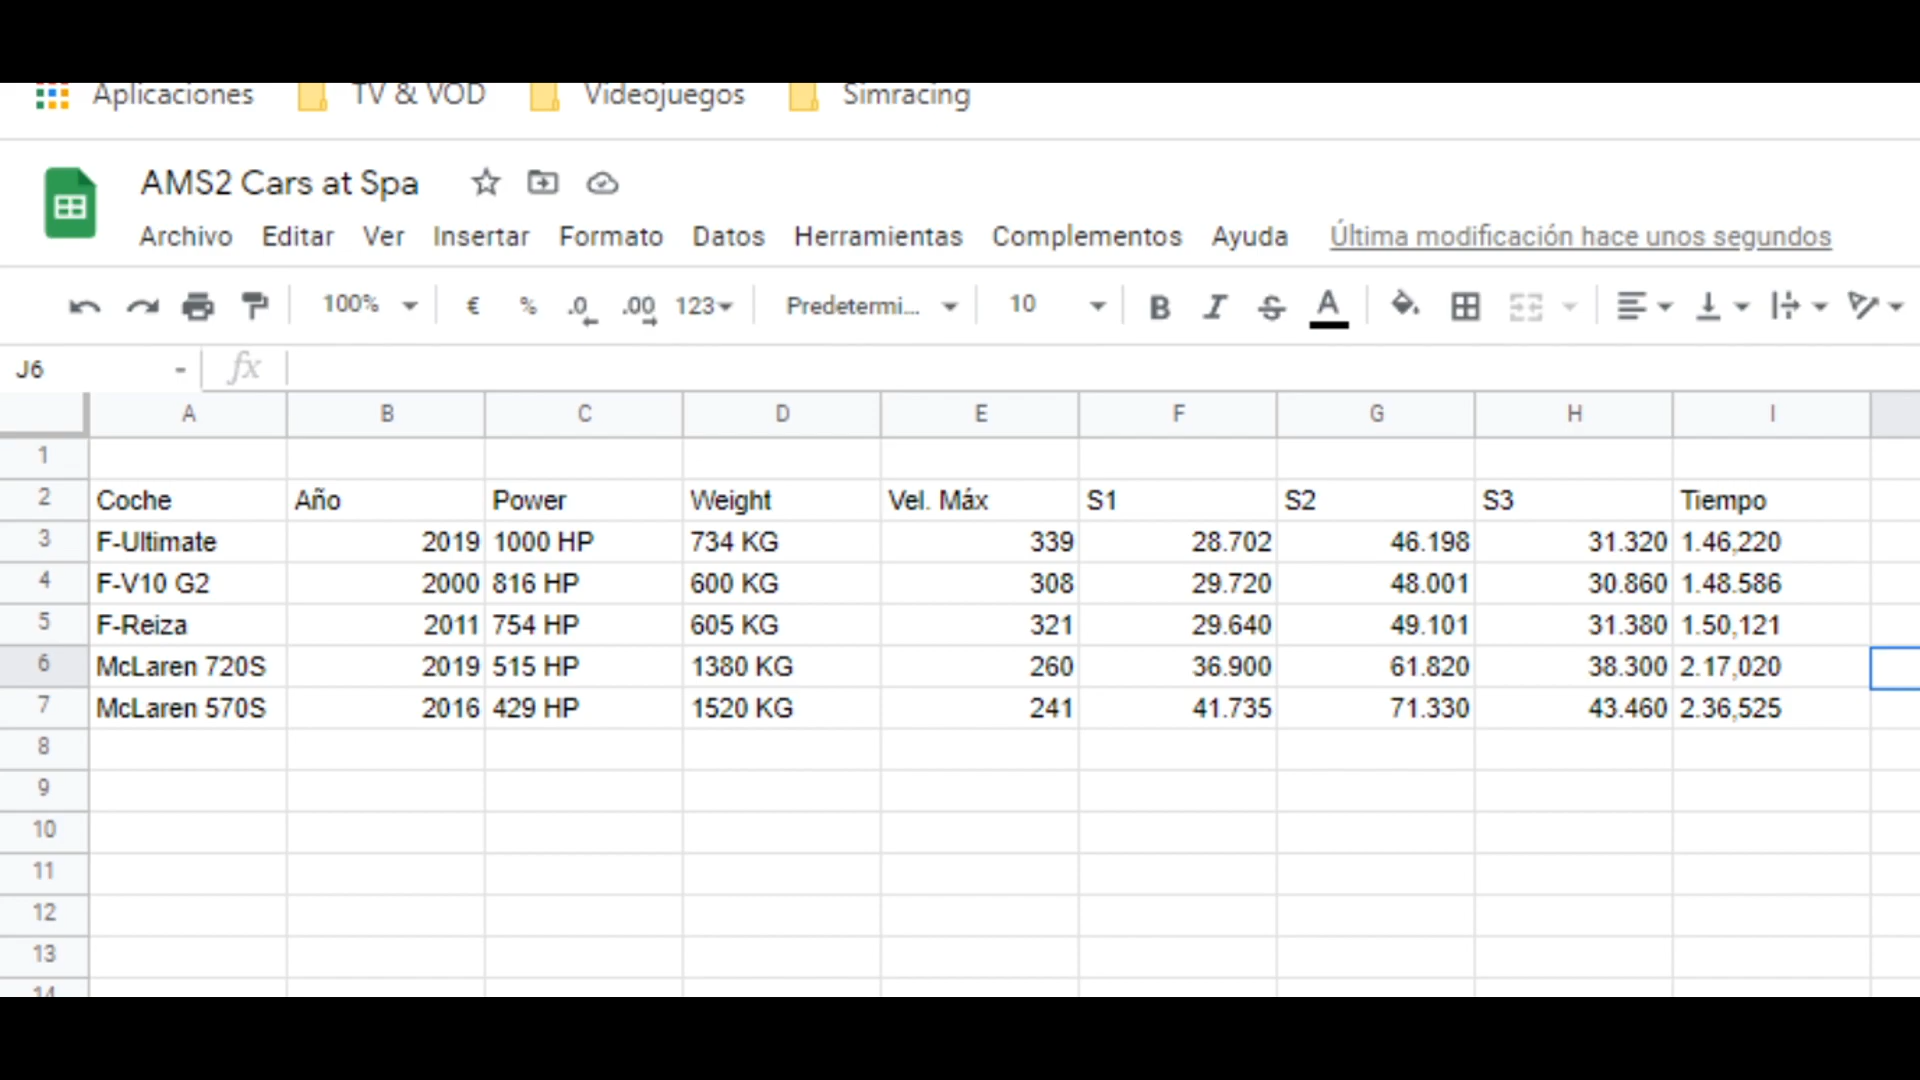 Aplicaciones TV & VOD Videojuegos Simracing
AMS2 Cars at Spa
Archivo Editar Ver Insertar Formato Datos Herramientas Complementos Ayuda Última modificación hace unos segundos
100% € % .0 .00 123 Predetermi... 10 B I S A
J6 fx
A B C D E F G H I
1
2 Coche Año Power Weight Vel. Máx S1 S2 S3 Tiempo
3 F-Ultimate 2019 1000 HP 734 KG 339 28.702 46.198 31.320 1.46,220
4 F-V10 G2 2000 816 HP 600 KG 308 29.720 48.001 30.860 1.48.586
5 F-Reiza 2011 754 HP 605 KG 321 29.640 49.101 31.380 1.50,121
6 McLaren 720S 2019 515 HP 1380 KG 260 36.900 61.820 38.300 2.17,020
7 McLaren 570S 2016 429 HP 1520 KG 241 41.735 71.330 43.460 2.36,525
8
9
10
11
12
13
14